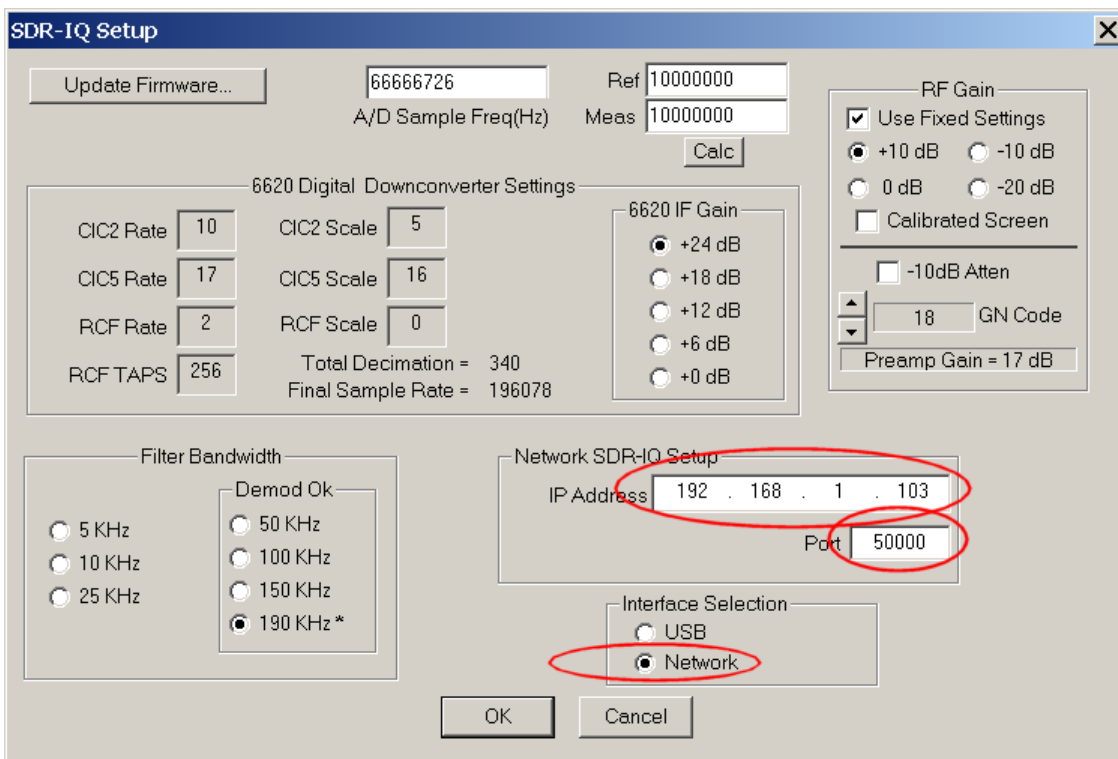 SDR-IQ Setup
Update Firmware...
66666726
A/D Sample Freq(Hz)
Ref 10000000
Meas 10000000
Calc
RF Gain
Use Fixed Settings
+10 dB -10 dB
0 dB -20 dB
Calibrated Screen
-10dB Atten
18 GN Code
Preamp Gain = 17 dB
6620 Digital Downconverter Settings
CIC2 Rate 10 CIC2 Scale 5
CIC5 Rate 17 CIC5 Scale 16
RCF Rate 2 RCF Scale 0
RCF TAPS 256
Total Decimation = 340
Final Sample Rate = 196078
6620 IF Gain
+24 dB
+18 dB
+12 dB
+6 dB
+0 dB
Filter Bandwidth
5 KHz
10 KHz
25 KHz
Demod Ok
50 KHz
100 KHz
150 KHz
190 KHz *
Network SDR-IQ Setup
IP Address 192 . 168 . 1 . 103
Port 50000
Interface Selection
USB
Network
OK Cancel